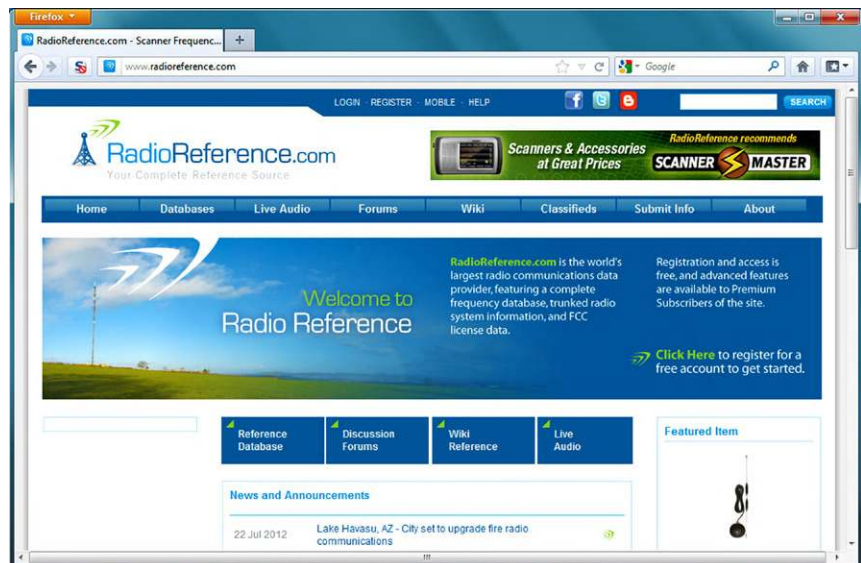 Firefox
RadioReference.com - Scanner Frequenc...
www.radioreference.com
Google
LOGIN - REGISTER - MOBILE - HELP
SEARCH
RadioReference.com
Your Complete Reference Source
Scanners & Accessories
at Great Prices
RadioReference recommends
SCANNER MASTER
Home Databases Live Audio Forums Wiki Classifieds Submit Info About
Welcome to
Radio Reference
RadioReference.com is the world's
largest radio communications data
provider, featuring a complete
frequency database, trunked radio
system information, and FCC
license data.
Registration and access is
free, and advanced features
are available to Premium
Subscribers of the site.
Click Here to register for a
free account to get started.
Reference
Database
Discussion
Forums
Wiki
Reference
Live
Audio
Featured Item
News and Announcements
22 Jul 2012
Lake Havasu, AZ - City set to upgrade fire radio
communications